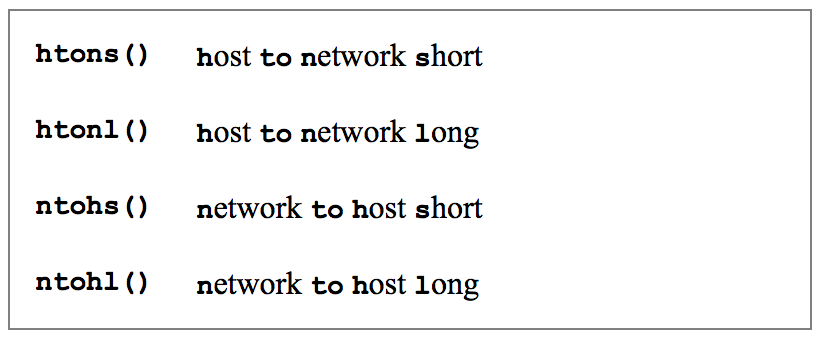 htons() host to network short
htonl() host to network long
ntohs() network to host short
ntohl() network to host long